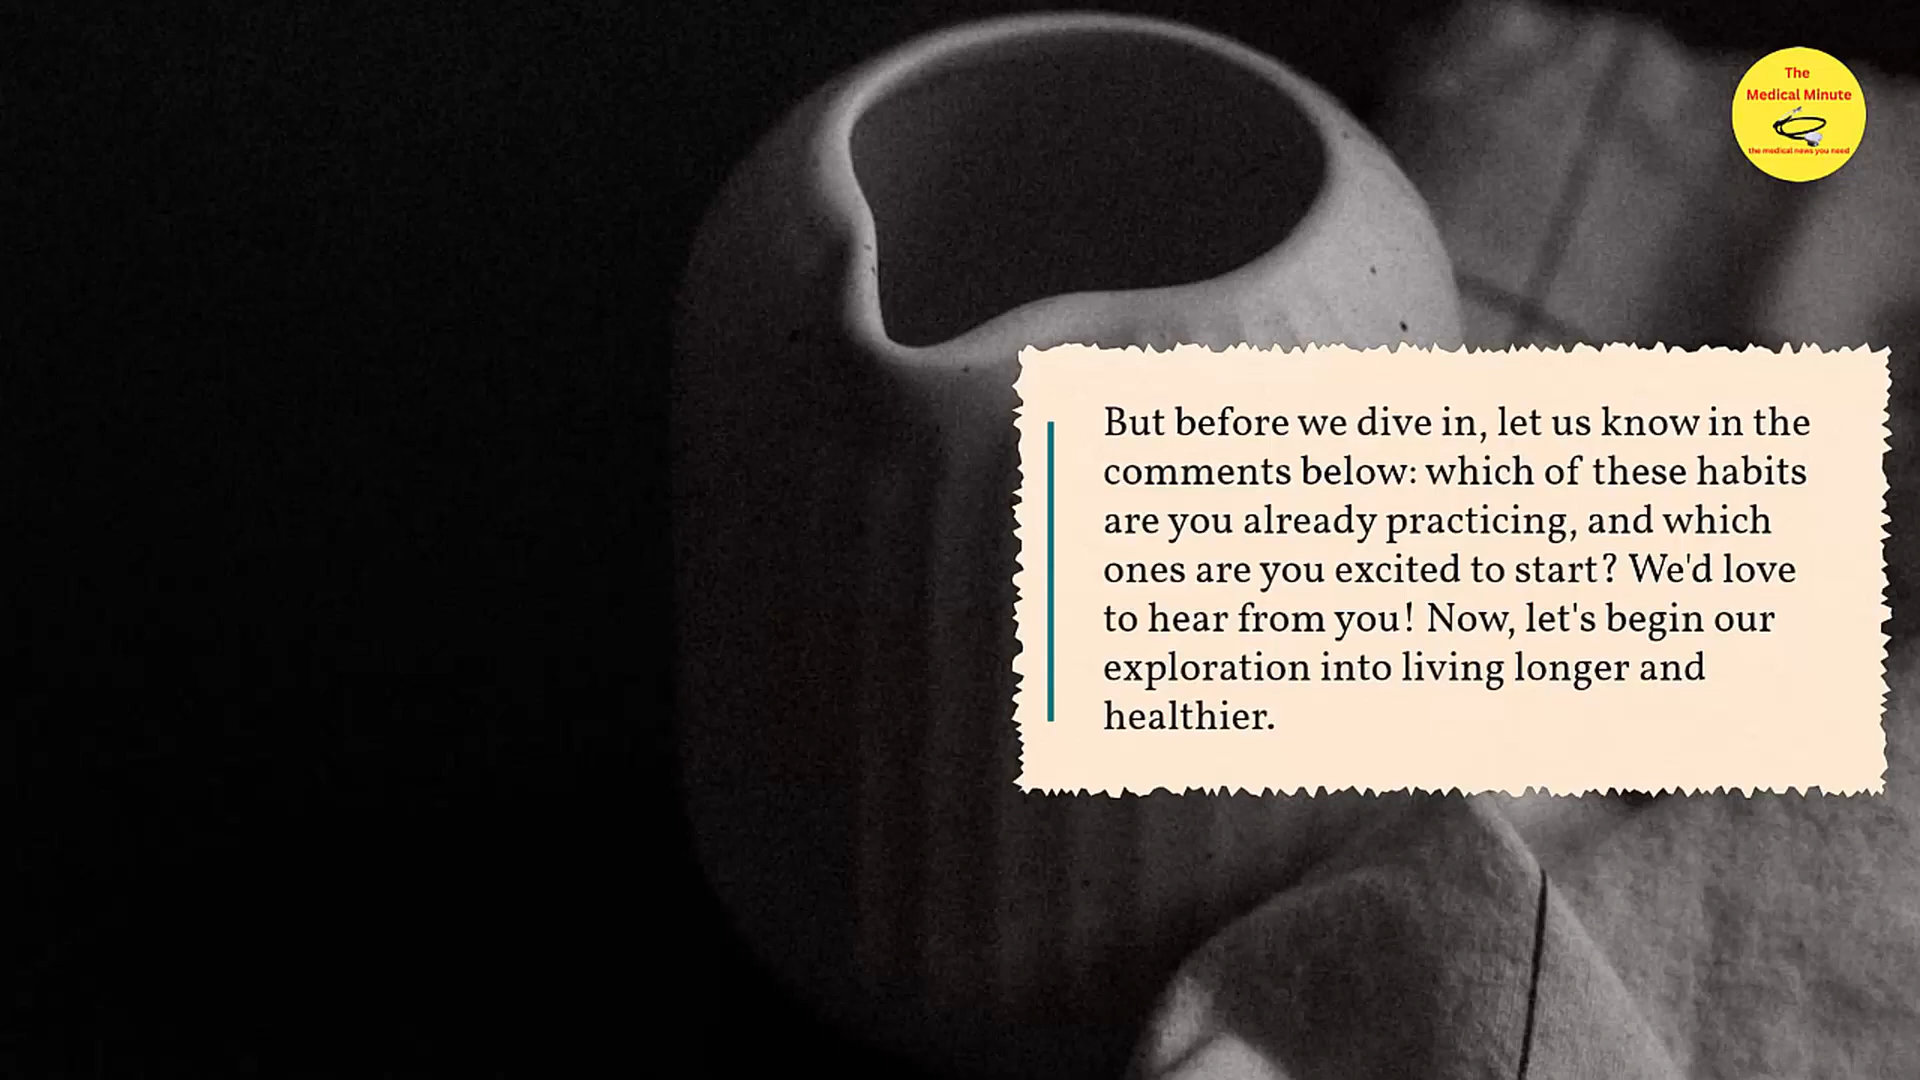 The
Medical Minute
the medical news you need
But before we dive in, let us know in the
comments below: which of these habits
are you already practicing, and which
ones are you excited to start? We'd love
to hear from you! Now, let's begin our
exploration into living longer and
healthier.